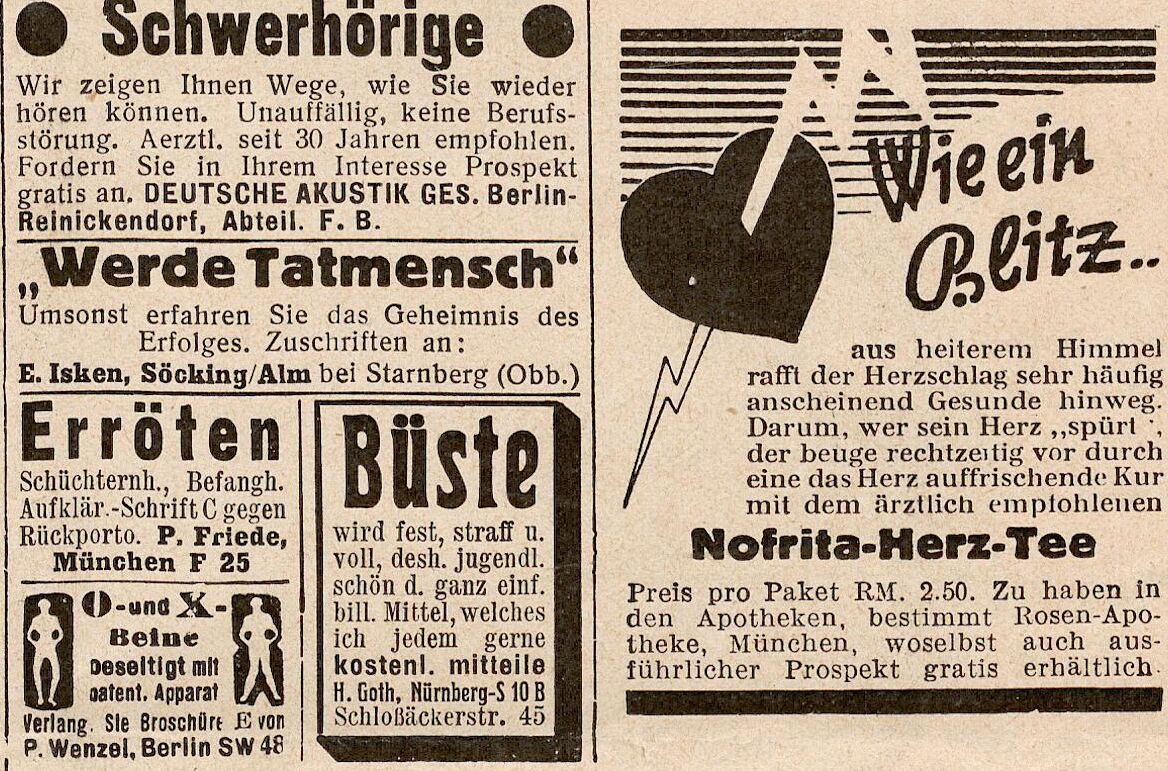 Schwerhörige
Wir zeigen Ihnen Wege, wie Sie wieder
hören können. Unauffällig, keine Berufs-
störung. Aerztl. seit 30 Jahren empfohlen.
Fordern Sie in Ihrem Interesse Prospekt
gratis an. DEUTSCHE AKUSTIK GES. Berlin-
Reinickendorf, Abteil. F. B.
„Werde Tatmensch“
Umsonst erfahren Sie das Geheimnis des
Erfolges. Zuschriften an:
E. Isken, Söcking/Alm bei Starnberg (Obb.)
Erröten
Schüchternh., Befangh.
Aufklär.-Schrift C gegen
Rückporto. P. Friede,
München F 25
O-und X-
Beine
beseitigt mit
patent. Apparat
Verlang. Sie Broschüre E von
P. Wenzel, Berlin SW 48
Büste
wird fest, straff u.
voll, desh. jugendl.
schön d. ganz einf.
bill. Mittel, welches
ich jedem gerne
kostenl. mitteile
H. Goth, Nürnberg-S 10 B
Schloßäckerstr. 45
Wie ein
Blitz..
aus heiterem Himmel
rafft der Herzschlag sehr häufig
anscheinend Gesunde hinweg.
Darum, wer sein Herz „spürt“,
der beuge rechtzeitig vor durch
eine das Herz auffrischende Kur
mit dem ärztlich empfohlenen
Nofrita-Herz-Tee
Preis pro Paket RM. 2.50. Zu haben in
den Apotheken, bestimmt Rosen-Apo-
theke, München, woselbst auch aus-
führlicher Prospekt gratis erhältlich.